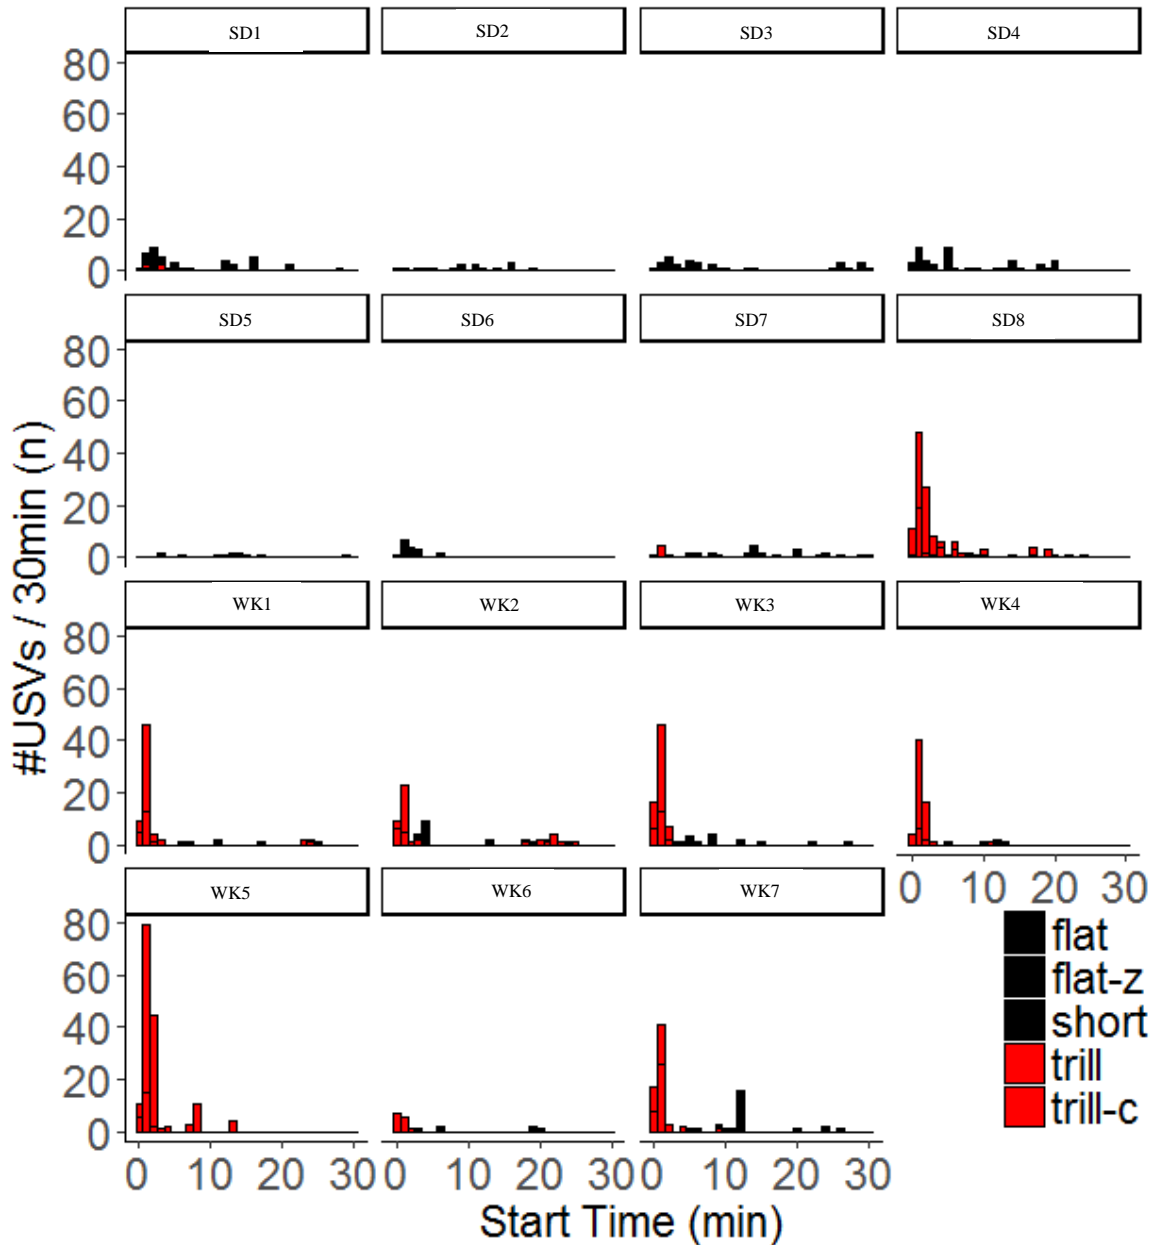 SD1 SD2 SD3 SD4
80
60
40
20
0
SD5 SD6 SD7 SD8
80
60
40
20
0
WK1 WK2 WK3 WK4
80
60
40
20
0
0 10 20 30
WK5 WK6 WK7
80
60
40
20
0
0 10 20 30 0 10 20 30 0 10 20 30
#USVs / 30min (n)
Start Time (min)
flat
flat-z
short
trill
trill-c